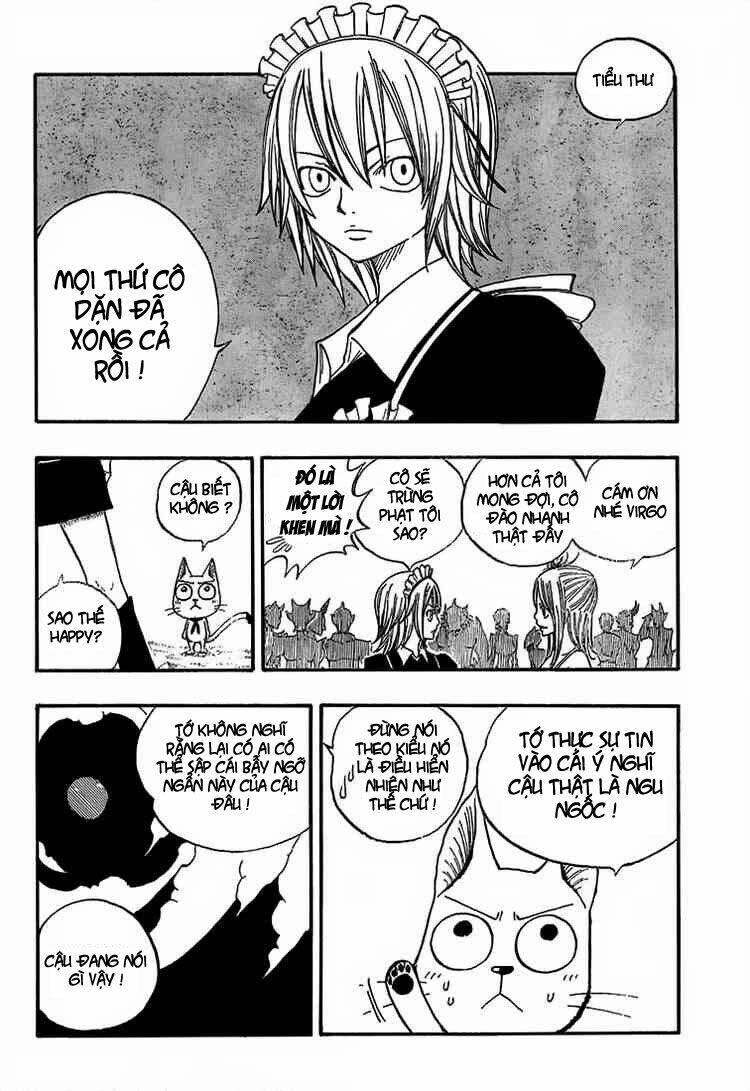 TIỂU THƯ
MỌI THỨ CÔ
DẶN ĐÃ
XONG CẢ
RỒI !
CÁM ƠN
NHÉ VIRGO
HƠN CẢ TÔI
MONG ĐỢI, CÔ
ĐÀO NHANH
THẬT ĐẤY
CÔ SẼ
TRỪNG
PHẠT TÔI
SAO?
ĐÓ LÀ
MỘT LỜI
KHEN MÀ !
CẬU BIẾT
KHÔNG ?
SAO THẾ
HAPPY?
TỚ THỰC SỰ TIN
VÀO CÁI Ý NGHĨ
CẬU THẬT LÀ NGU
NGỐC !
ĐỪNG NÓI
THEO KIỂU NÓ
LÀ ĐIỀU HIỂN
NHIÊN NHƯ
THẾ CHỨ !
TỚ KHÔNG NGHĨ
RẰNG LẠI CÓ AI CÓ
THỂ SẬP CÁI BẪY NGỠ
NGẨN NÀY CỦA CẬU
ĐÂU !
CẬU ĐANG NÓI
GÌ VẬY !